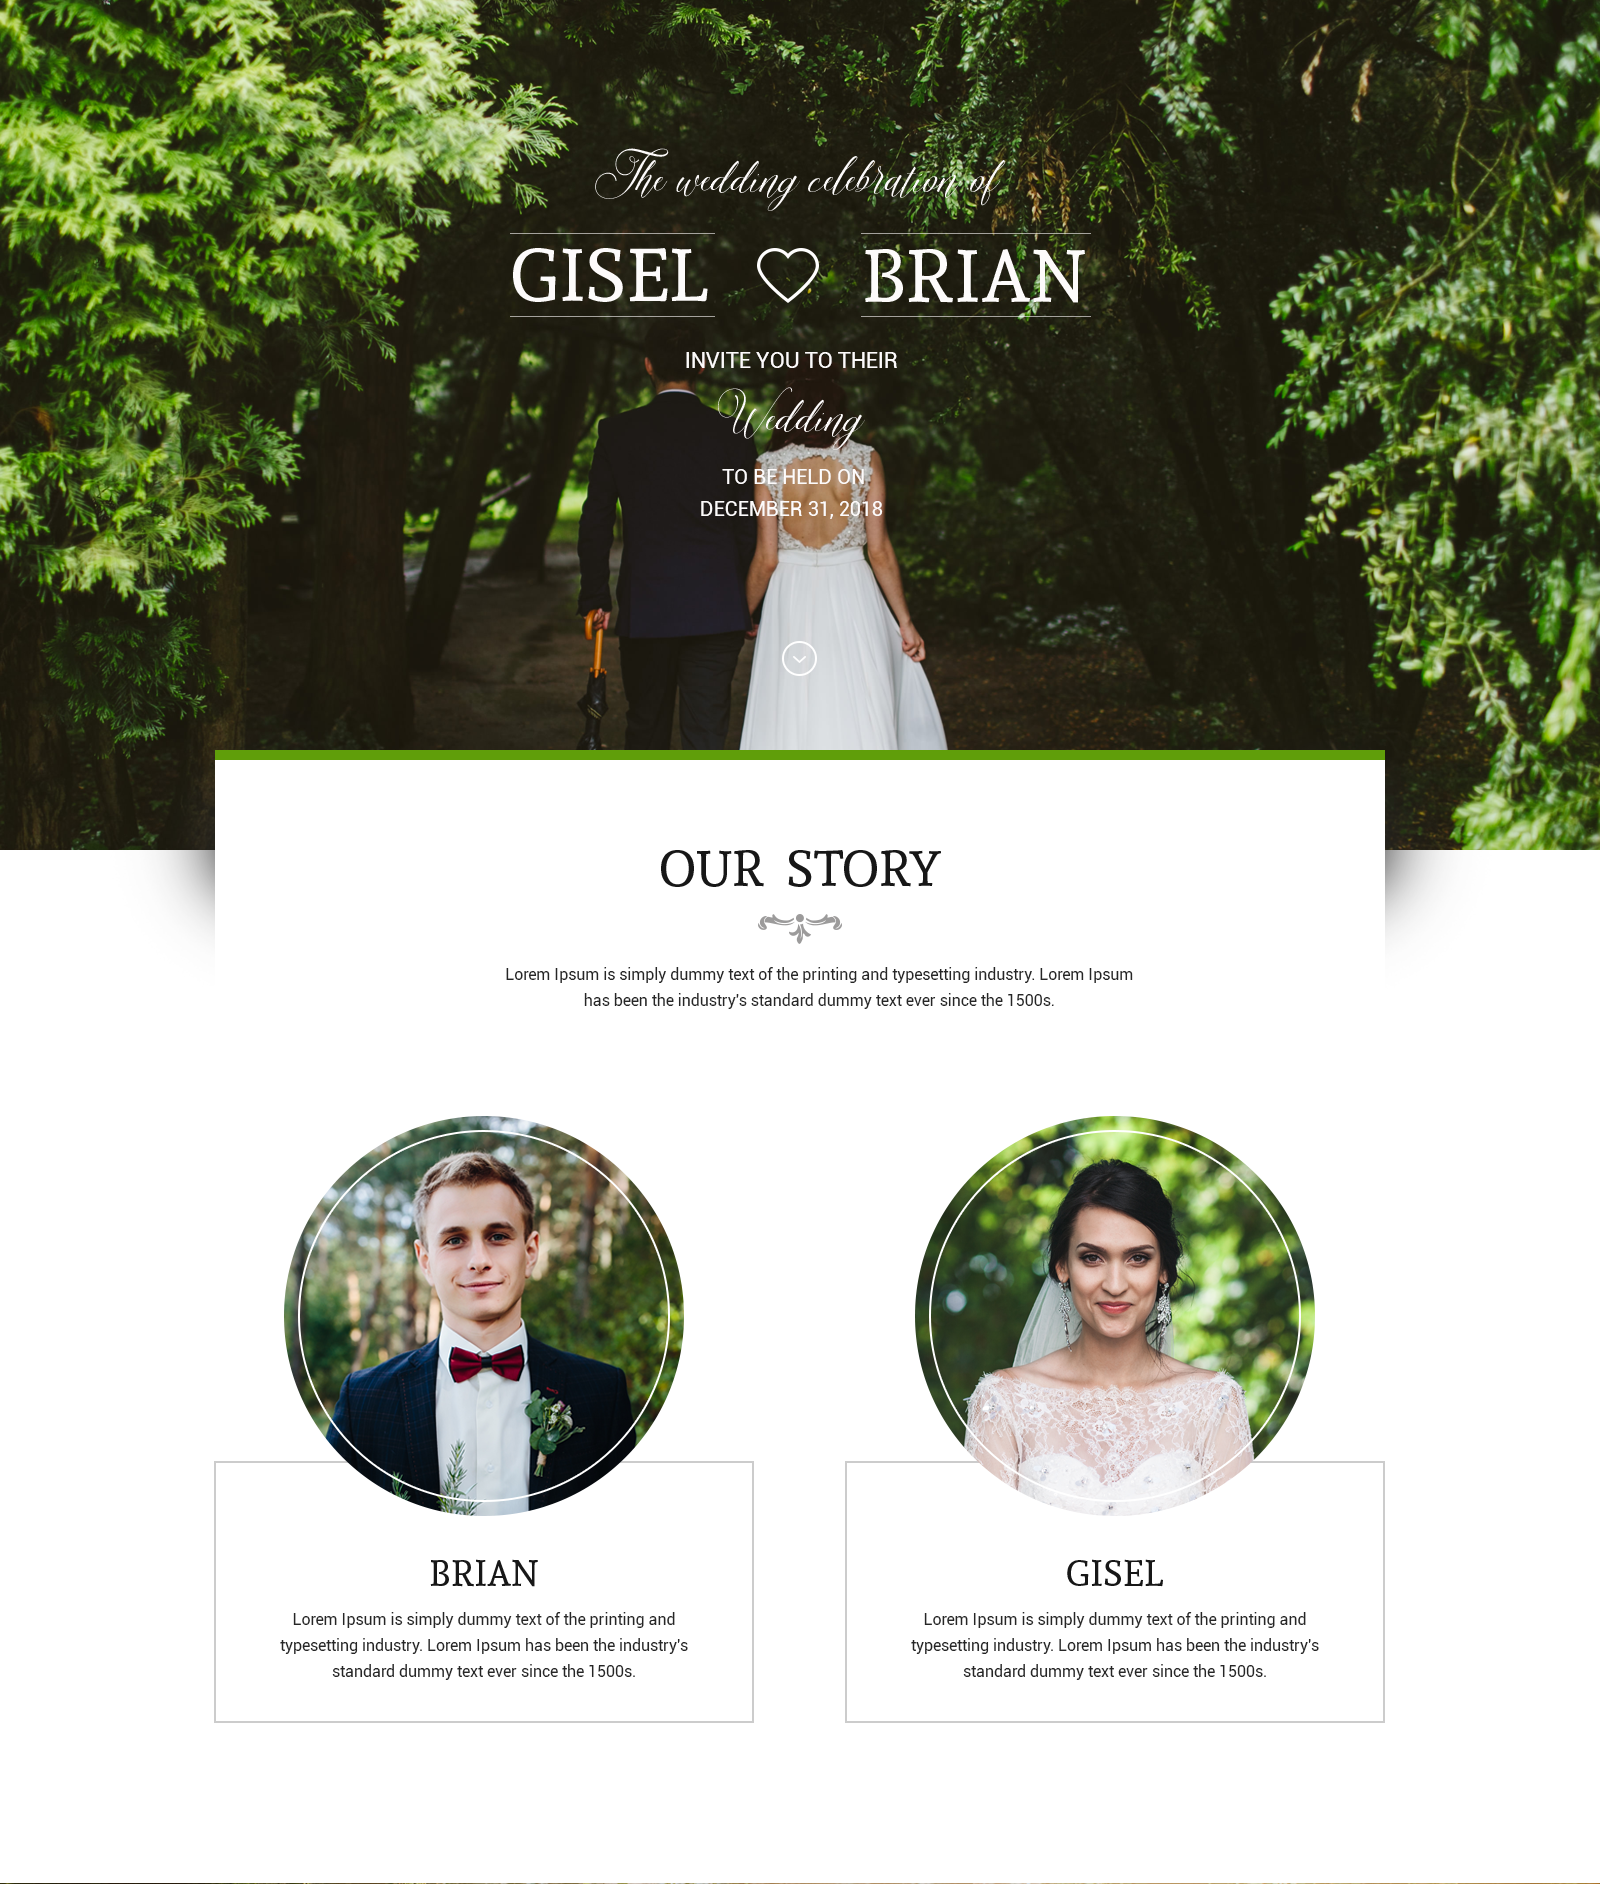 The wedding celebration of
GISEL BRIAN
INVITE YOU TO THEIR
Wedding
TO BE HELD ON
DECEMBER 31, 2018
OUR STORY
Lorem Ipsum is simply dummy text of the printing and typesetting industry. Lorem Ipsum
has been the industry's standard dummy text ever since the 1500s.
BRIAN
Lorem Ipsum is simply dummy text of the printing and
typesetting industry. Lorem Ipsum has been the industry's
standard dummy text ever since the 1500s.
GISEL
Lorem Ipsum is simply dummy text of the printing and
typesetting industry. Lorem Ipsum has been the industry's
standard dummy text ever since the 1500s.